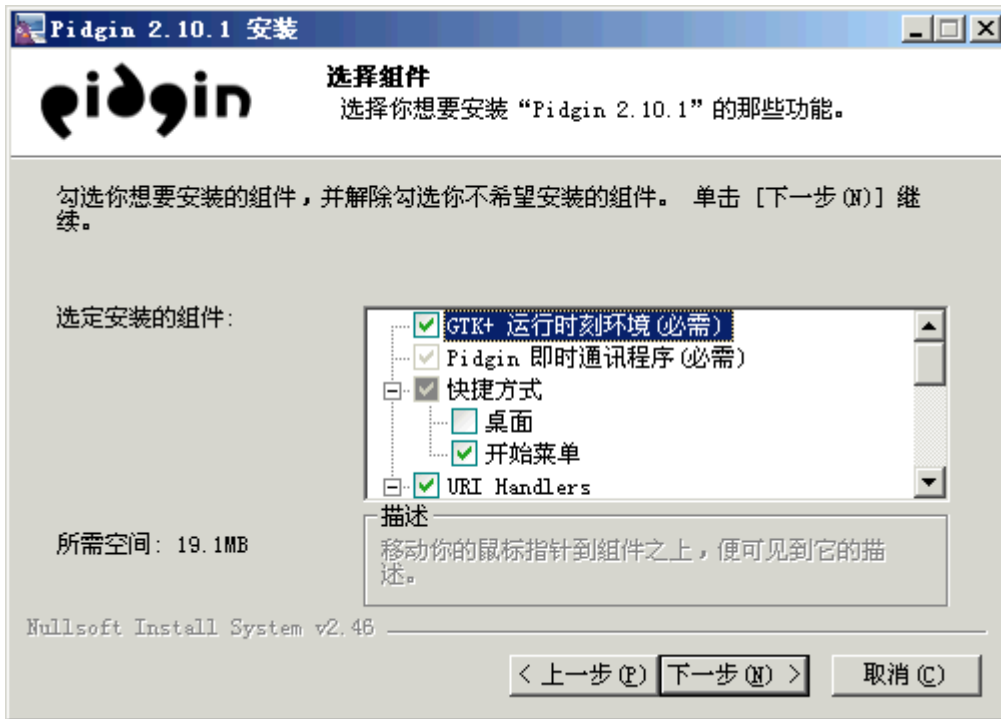 Pidgin 2.10.1 安装
pidgin
选择组件
选择你想要安装“Pidgin 2.10.1”的那些功能。
勾选你想要安装的组件，并解除勾选你不希望安装的组件。 单击 [下一步(N)] 继
续。
选定安装的组件:
GTK+ 运行时刻环境(必需)
Pidgin 即时通讯程序(必需)
快捷方式
桌面
开始菜单
URI Handlers
所需空间: 19.1MB
描述
移动你的鼠标指针到组件之上，便可见到它的描
述。
Nullsoft Install System v2.46
< 上一步(P) 下一步(N) > 取消(C)